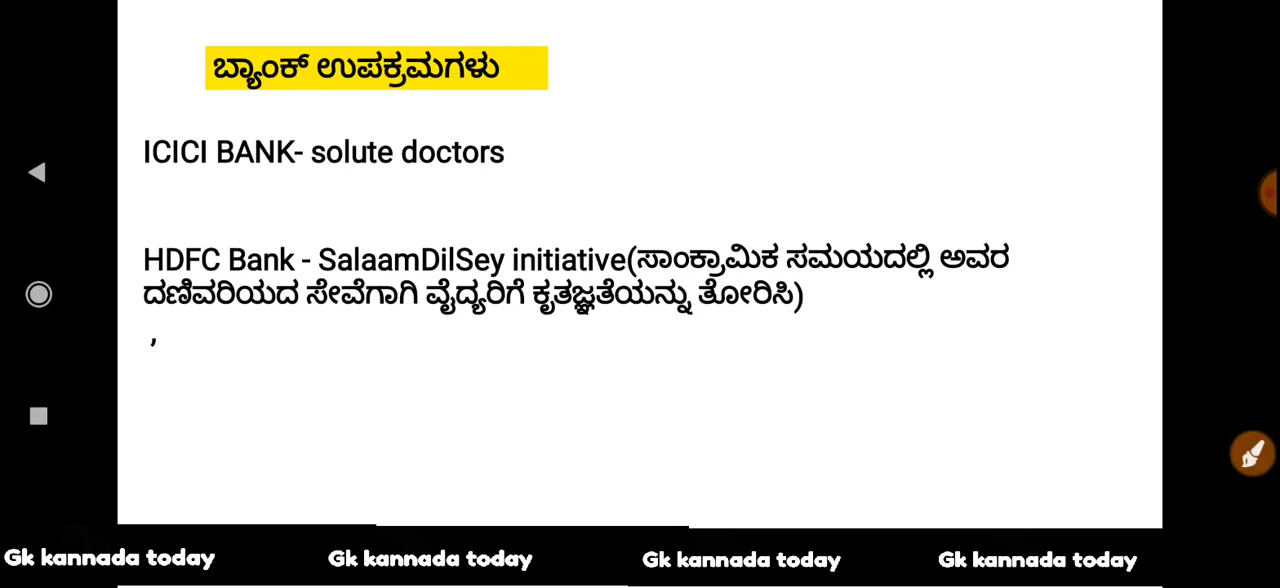 ಬ್ಯಾಂಕ್ ಉಪಕ್ರಮಗಳು
ICICI BANK- solute doctors
HDFC Bank - SalaamDilSey initiative(ಸಾಂಕ್ರಾಮಿಕ ಸಮಯದಲ್ಲಿ ಅವರ
ದಣಿವರಿಯದ ಸೇವೆಗಾಗಿ ವೈದ್ಯರಿಗೆ ಕೃತಜ್ಞತೆಯನ್ನು ತೋರಿಸಿ)
,
Gk kannada today Gk kannada today Gk kannada today Gk kannada today